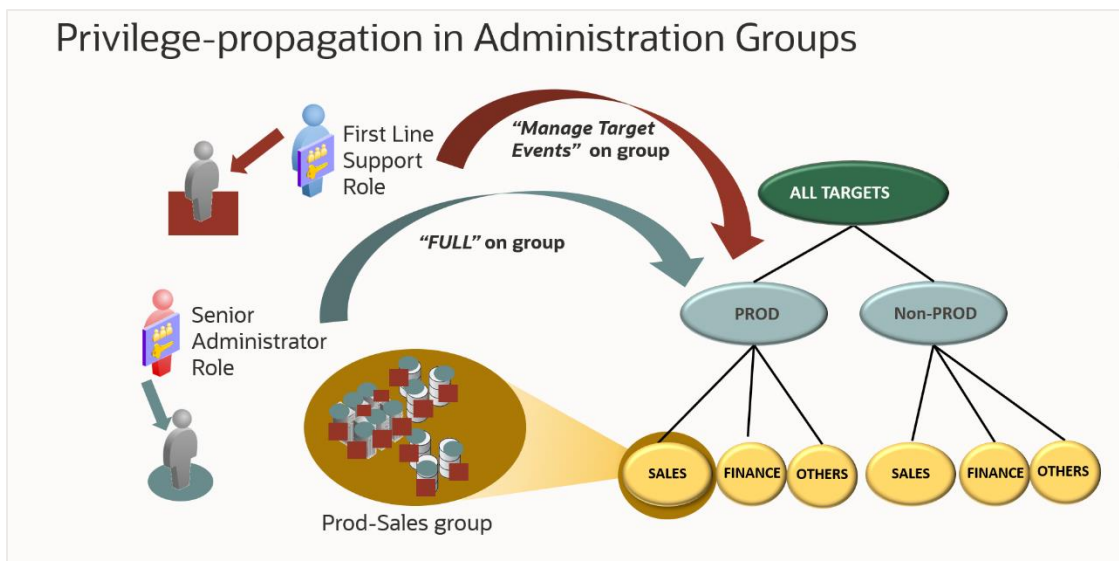 Privilege-propagation in Administration Groups
First Line
Support
Role
“Manage Target
Events” on group
ALL TARGETS
“FULL” on group
Senior
Administrator
Role
PROD
Non-PROD
SALES
FINANCE
OTHERS
SALES
FINANCE
OTHERS
Prod-Sales group